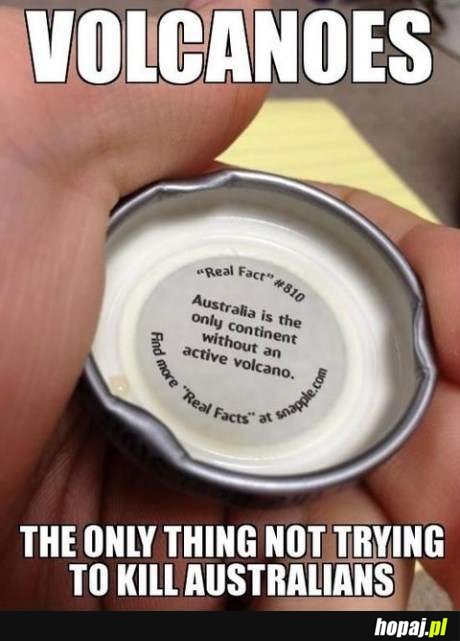 VOLCANOES
"Real Fact" #810
Australia is the
only continent
without an
active volcano.
Find more "Real Facts" at snapple.com
THE ONLY THING NOT TRYING
TO KILL AUSTRALIANS
hopaj.pl